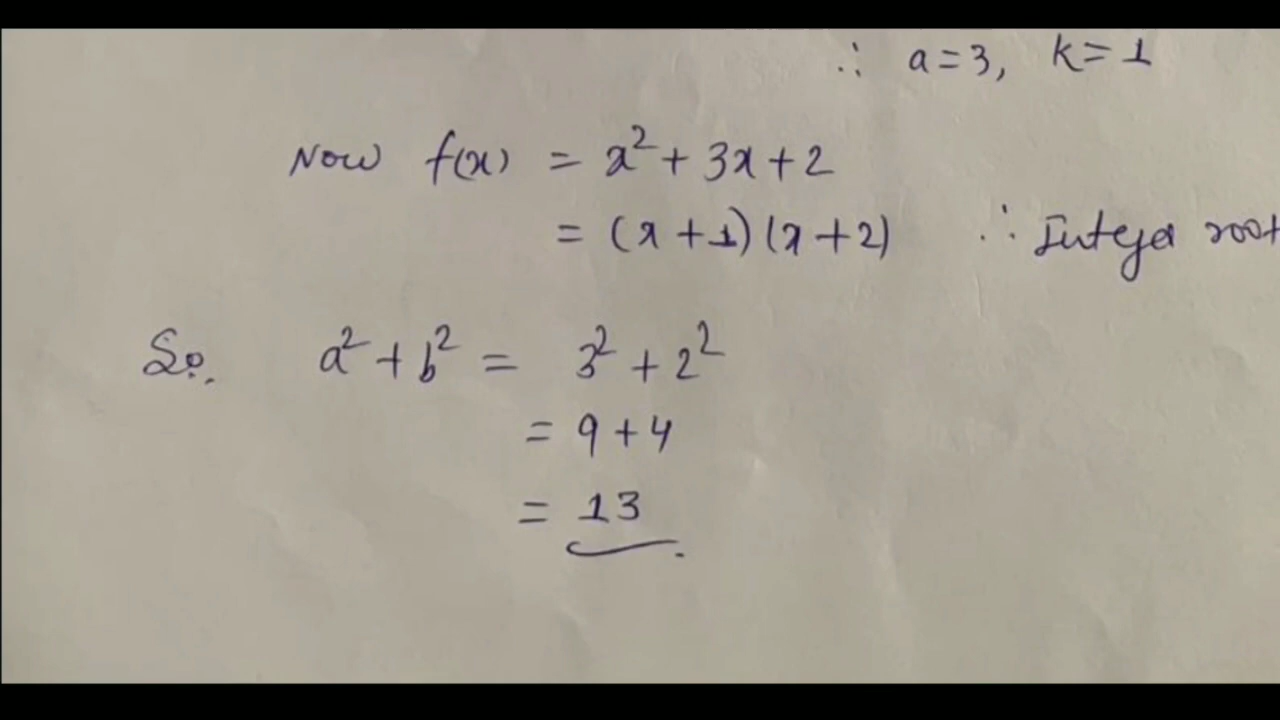 ∴ a=3, k=1
Now f(x) = x² + 3x + 2
= (x+1)(x+2) ∴ Integer root
So. a² + b² = 3² + 2²
= 9 + 4
= 13